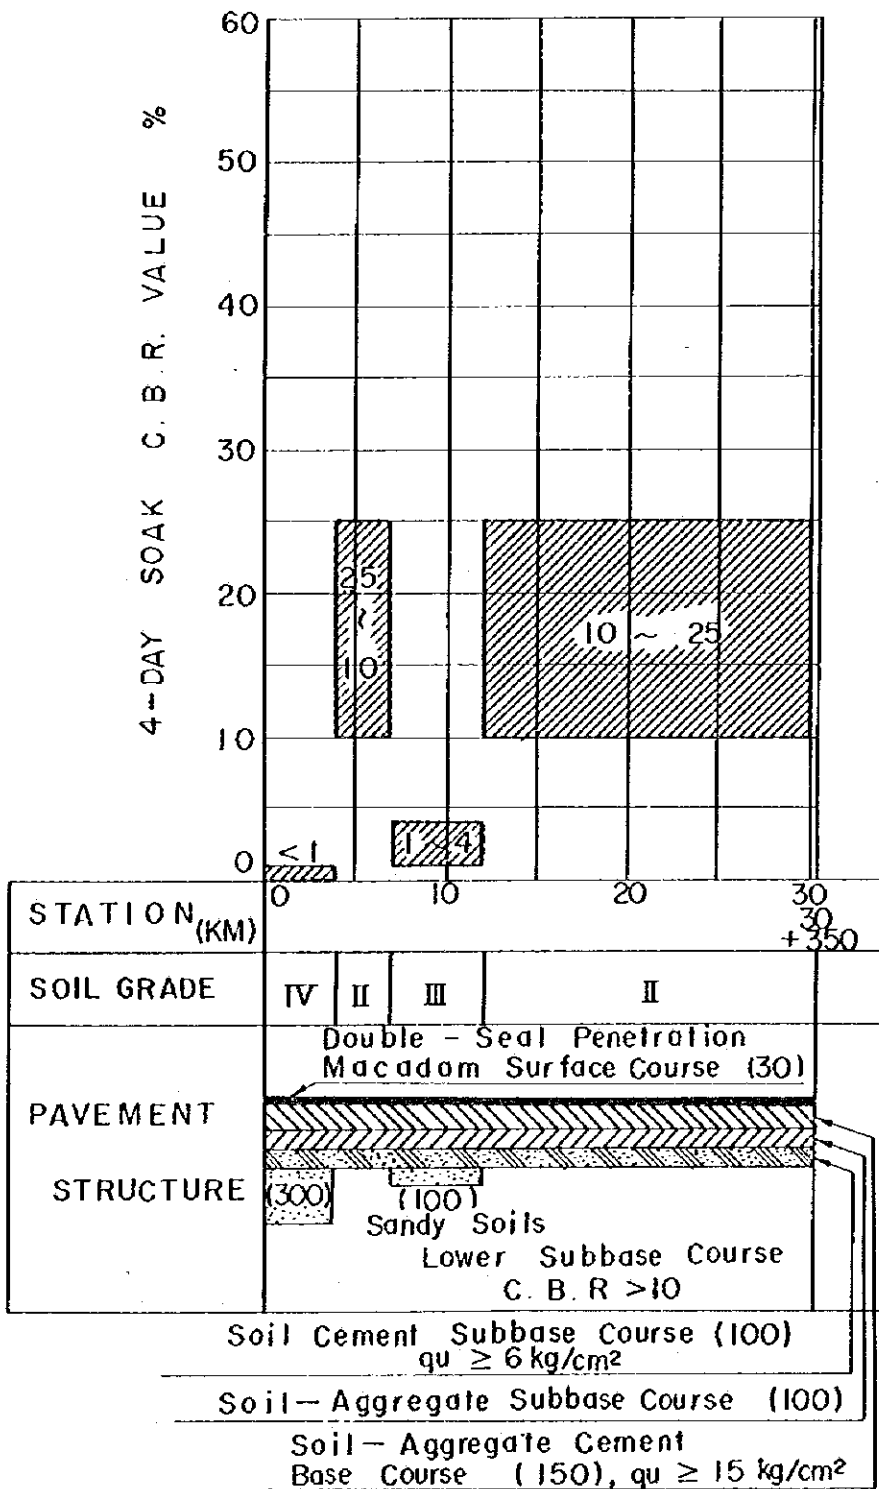 4-DAY SOAK C.B.R. VALUE %
60
50
40
30
20
10
0
25
~
10
10 ~ 25
<1
1 ~ 4
STATION (KM)
0 10 20 30
30
+350
SOIL GRADE
IV II III II
Double - Seal Penetration
Macadam Surface Course (30)
PAVEMENT
STRUCTURE
(300) (100)
Sandy Soils
Lower Subbase Course
C.B.R >10
Soil Cement Subbase Course (100)
qu ≥ 6 kg/cm²
Soil-Aggregate Subbase Course (100)
Soil-Aggregate Cement
Base Course (150), qu ≥ 15 kg/cm²